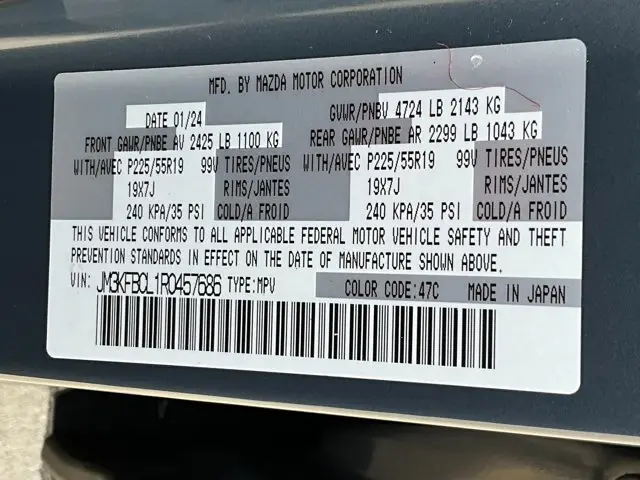 MFD. BY MAZDA MOTOR CORPORATION
DATE 01/24
GVWR/PNBV 4724 LB 2143 KG
FRONT GAWR/PNBE AV 2425 LB 1100 KG
REAR GAWR/PNBE AR 2299 LB 1043 KG
WITH/AVEC P225/55R19 99V TIRES/PNEUS
WITH/AVEC P225/55R19 99V TIRES/PNEUS
19X7J RIMS/JANTES
19X7J RIMS/JANTES
240 KPA/35 PSI COLD/A FROID
240 KPA/35 PSI COLD/A FROID
THIS VEHICLE CONFORMS TO ALL APPLICABLE FEDERAL MOTOR VEHICLE SAFETY AND THEFT
PREVENTION STANDARDS IN EFFECT ON THE DATE OF MANUFACTURE SHOWN ABOVE.
VIN: JM3KFBCL1R0457686 TYPE:MPV COLOR CODE:47C MADE IN JAPAN